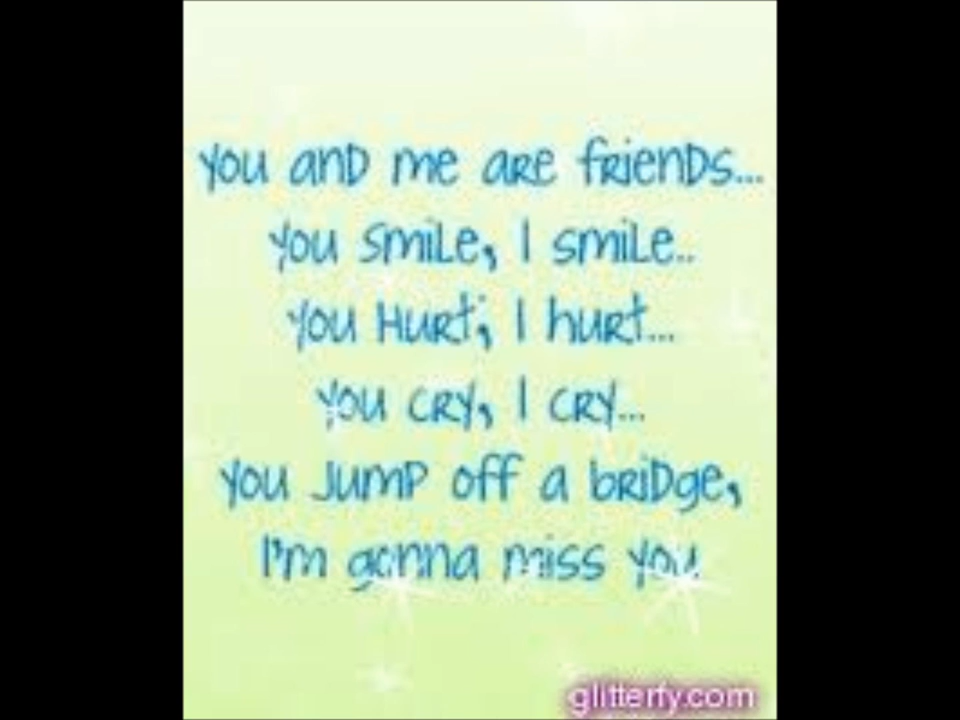 You and me are friends...
You smile, I smile..
You Hurt, I hurt...
You cry, I cry...
You Jump off a bridge,
I'm gonna miss you
glitterfy.com